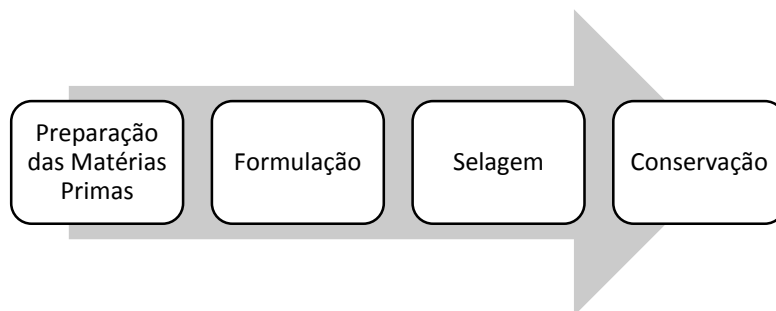 Preparação
das Matérias
Primas
Formulação
Selagem
Conservação